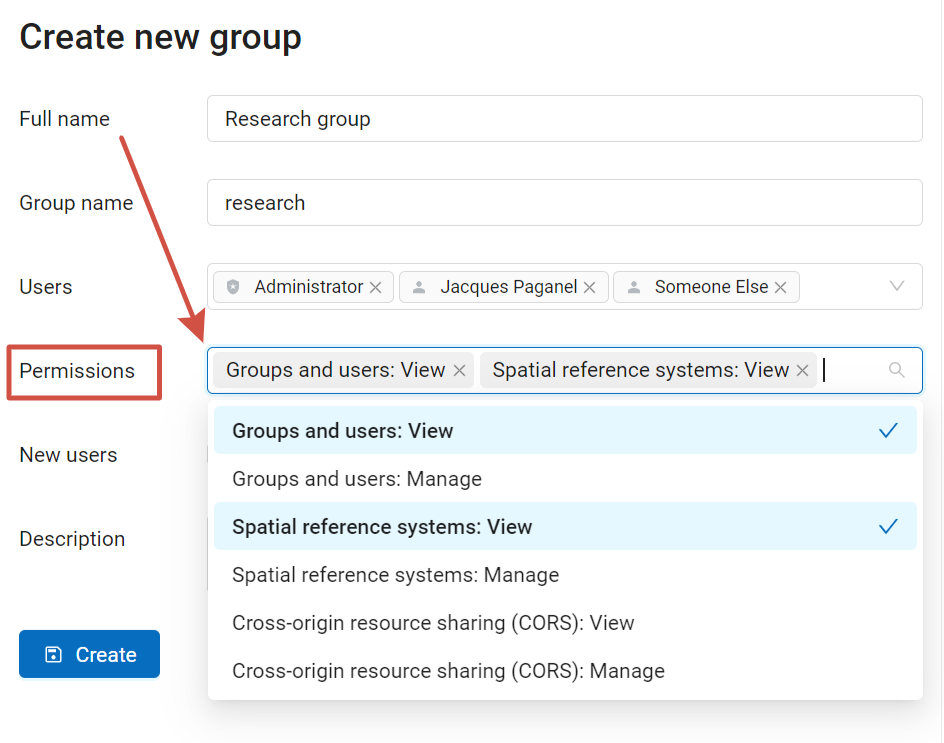 Create new group
Full name Research group
Group name research
Users Administrator Jacques Paganel Someone Else
Permissions Groups and users: View Spatial reference systems: View
Groups and users: View
New users
Groups and users: Manage
Spatial reference systems: View
Description
Spatial reference systems: Manage
Cross-origin resource sharing (CORS): View
Create
Cross-origin resource sharing (CORS): Manage